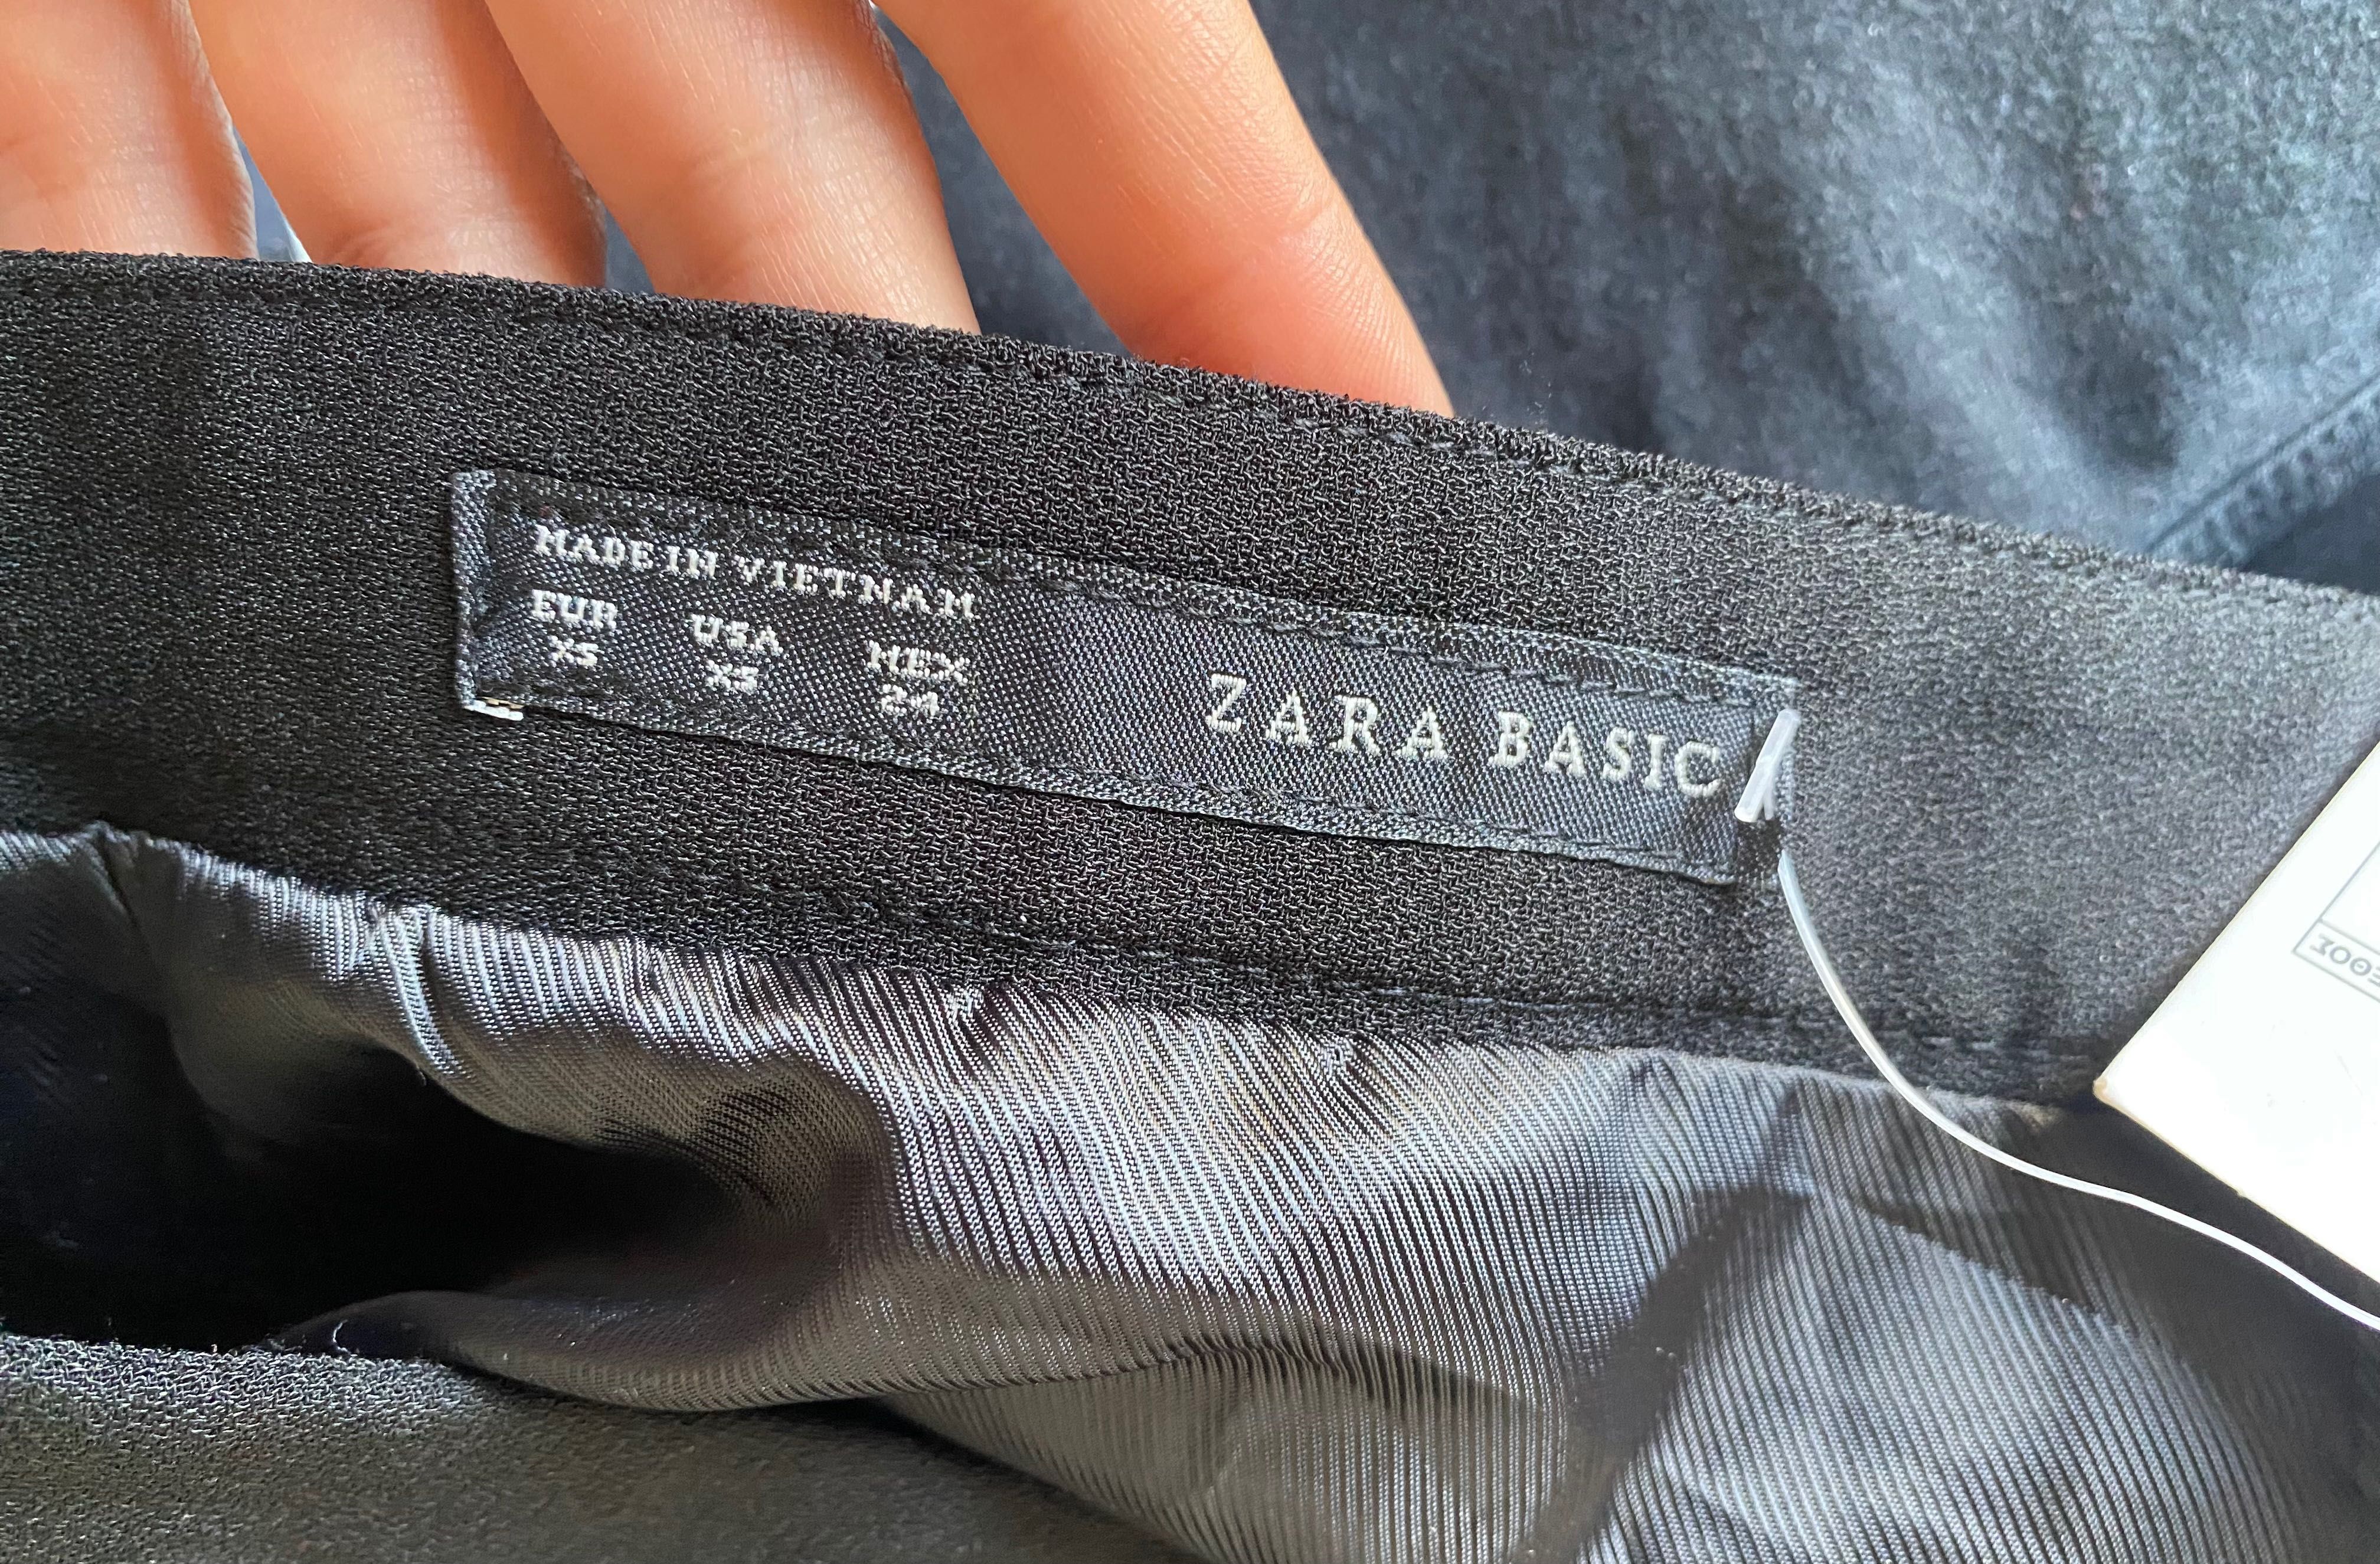 MADE IN VIETNAM
EUR USA MEX
XS XS 24
ZARA BASIC